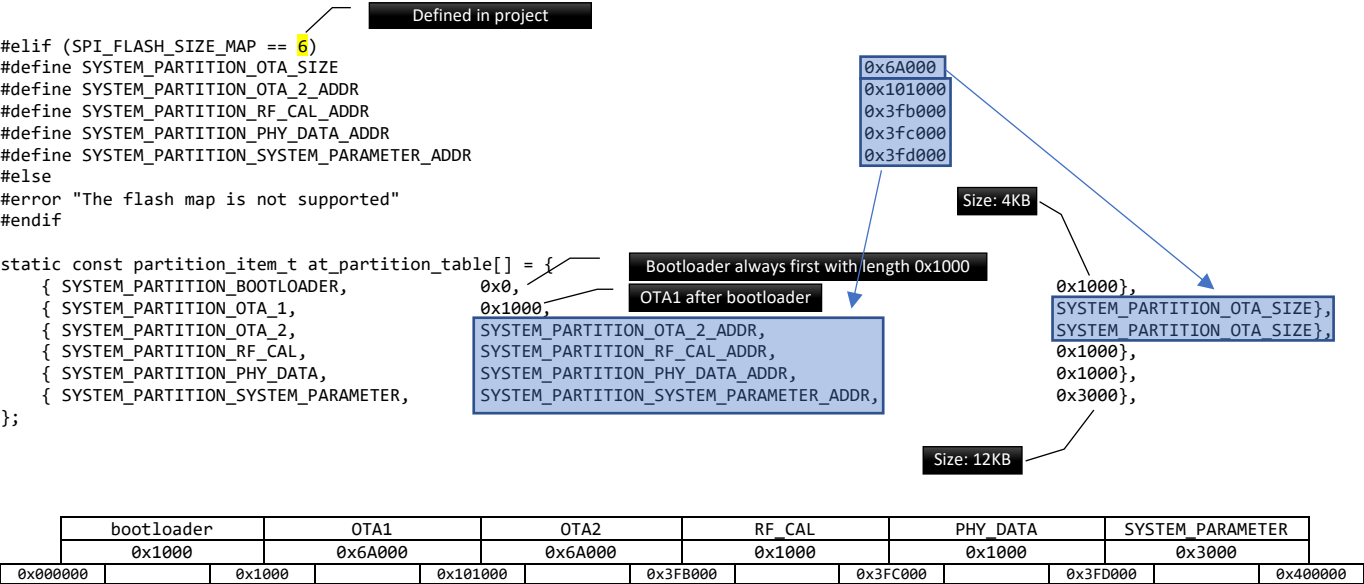 Defined in project
#elif (SPI_FLASH_SIZE_MAP == 6)
#define SYSTEM_PARTITION_OTA_SIZE 0x6A000
#define SYSTEM_PARTITION_OTA_2_ADDR 0x101000
#define SYSTEM_PARTITION_RF_CAL_ADDR 0x3fb000
#define SYSTEM_PARTITION_PHY_DATA_ADDR 0x3fc000
#define SYSTEM_PARTITION_SYSTEM_PARAMETER_ADDR 0x3fd000
#else
#error "The flash map is not supported"
Size: 4KB
#endif
static const partition_item_t at_partition_table[] = {
Bootloader always first with length 0x1000
{ SYSTEM_PARTITION_BOOTLOADER, 0x0, 0x1000},
OTA1 after bootloader
{ SYSTEM_PARTITION_OTA_1, 0x1000, SYSTEM_PARTITION_OTA_SIZE},
{ SYSTEM_PARTITION_OTA_2, SYSTEM_PARTITION_OTA_2_ADDR, SYSTEM_PARTITION_OTA_SIZE},
{ SYSTEM_PARTITION_RF_CAL, SYSTEM_PARTITION_RF_CAL_ADDR, 0x1000},
{ SYSTEM_PARTITION_PHY_DATA, SYSTEM_PARTITION_PHY_DATA_ADDR, 0x1000},
{ SYSTEM_PARTITION_SYSTEM_PARAMETER, SYSTEM_PARTITION_SYSTEM_PARAMETER_ADDR, 0x3000},
};
Size: 12KB
bootloader OTA1 OTA2 RF_CAL PHY_DATA SYSTEM_PARAMETER
0x1000 0x6A000 0x6A000 0x1000 0x1000 0x3000
0x000000 0x1000 0x101000 0x3FB000 0x3FC000 0x3FD000 0x400000